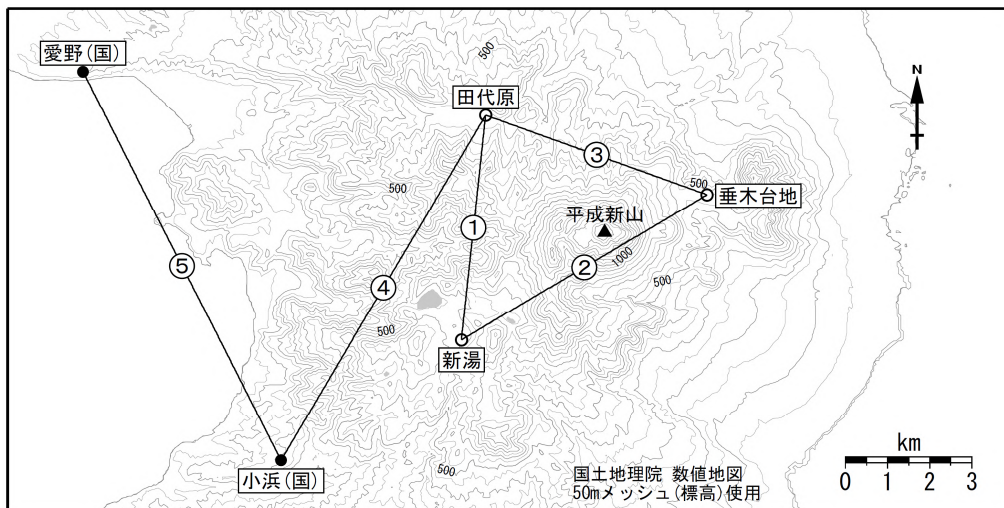 愛野(国)
500
田代原
N
③
500
500
垂木台地
①
平成新山
⑤
②
1000
④
500
500
新湯
小浜(国)
500
国土地理院 数値地図
50mメッシュ(標高)使用
km
0 1 2 3